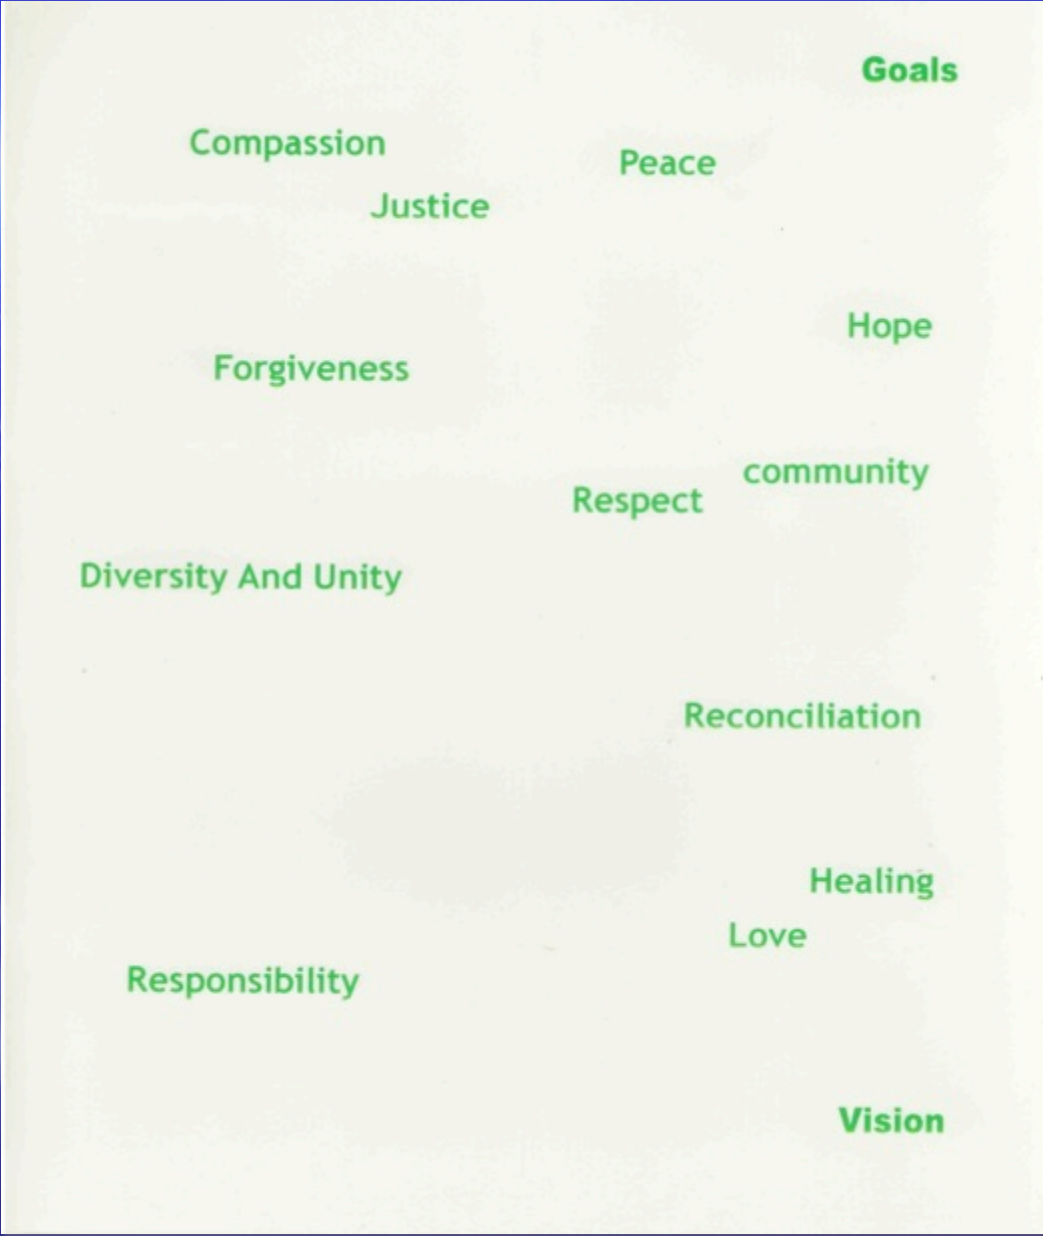 Goals
Compassion
Peace
Justice
Hope
Forgiveness
community
Respect
Diversity And Unity
Reconciliation
Healing
Love
Responsibility
Vision